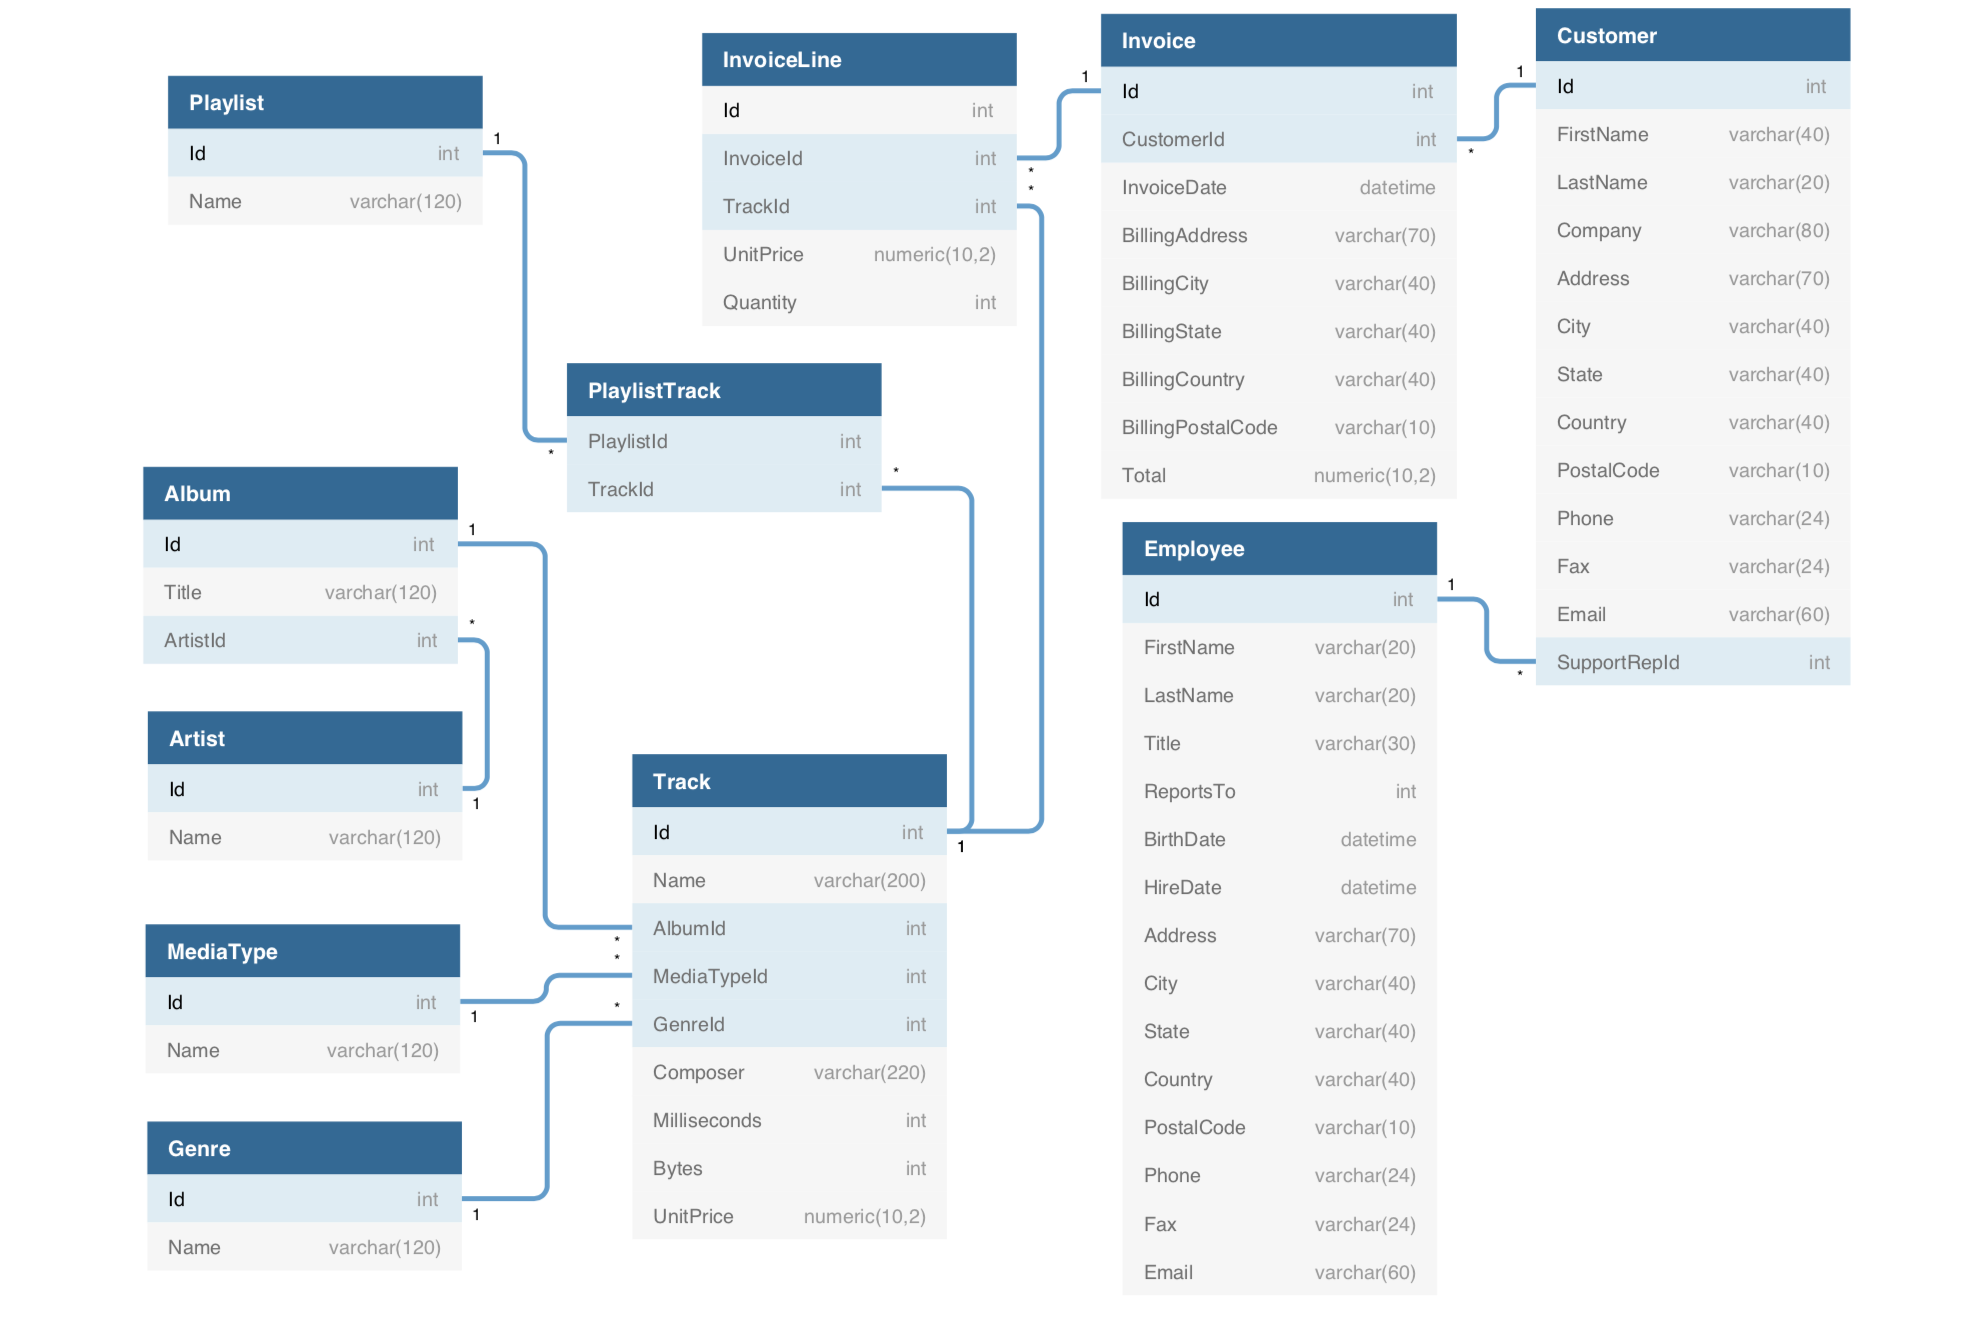 Playlist
Id int
Name varchar(120)
1
*
InvoiceLine
Id int
InvoiceId int
TrackId int
UnitPrice numeric(10,2)
Quantity int
*
*
1
Invoice
Id int
CustomerId int
InvoiceDate datetime
BillingAddress varchar(70)
BillingCity varchar(40)
BillingState varchar(40)
BillingCountry varchar(40)
BillingPostalCode varchar(10)
Total numeric(10,2)
*
1
Customer
Id int
FirstName varchar(40)
LastName varchar(20)
Company varchar(80)
Address varchar(70)
City varchar(40)
State varchar(40)
Country varchar(40)
PostalCode varchar(10)
Phone varchar(24)
Fax varchar(24)
Email varchar(60)
SupportRepId int
PlaylistTrack
PlaylistId int
TrackId int
*
Album
Id int
Title varchar(120)
ArtistId int
1
*
Artist
Id int
Name varchar(120)
1
MediaType
Id int
Name varchar(120)
1
Genre
Id int
Name varchar(120)
1
*
*
*
Track
Id int
Name varchar(200)
AlbumId int
MediaTypeId int
GenreId int
Composer varchar(220)
Milliseconds int
Bytes int
UnitPrice numeric(10,2)
1
Employee
Id int
FirstName varchar(20)
LastName varchar(20)
Title varchar(30)
ReportsTo int
BirthDate datetime
HireDate datetime
Address varchar(70)
City varchar(40)
State varchar(40)
Country varchar(40)
PostalCode varchar(10)
Phone varchar(24)
Fax varchar(24)
Email varchar(60)
1
*